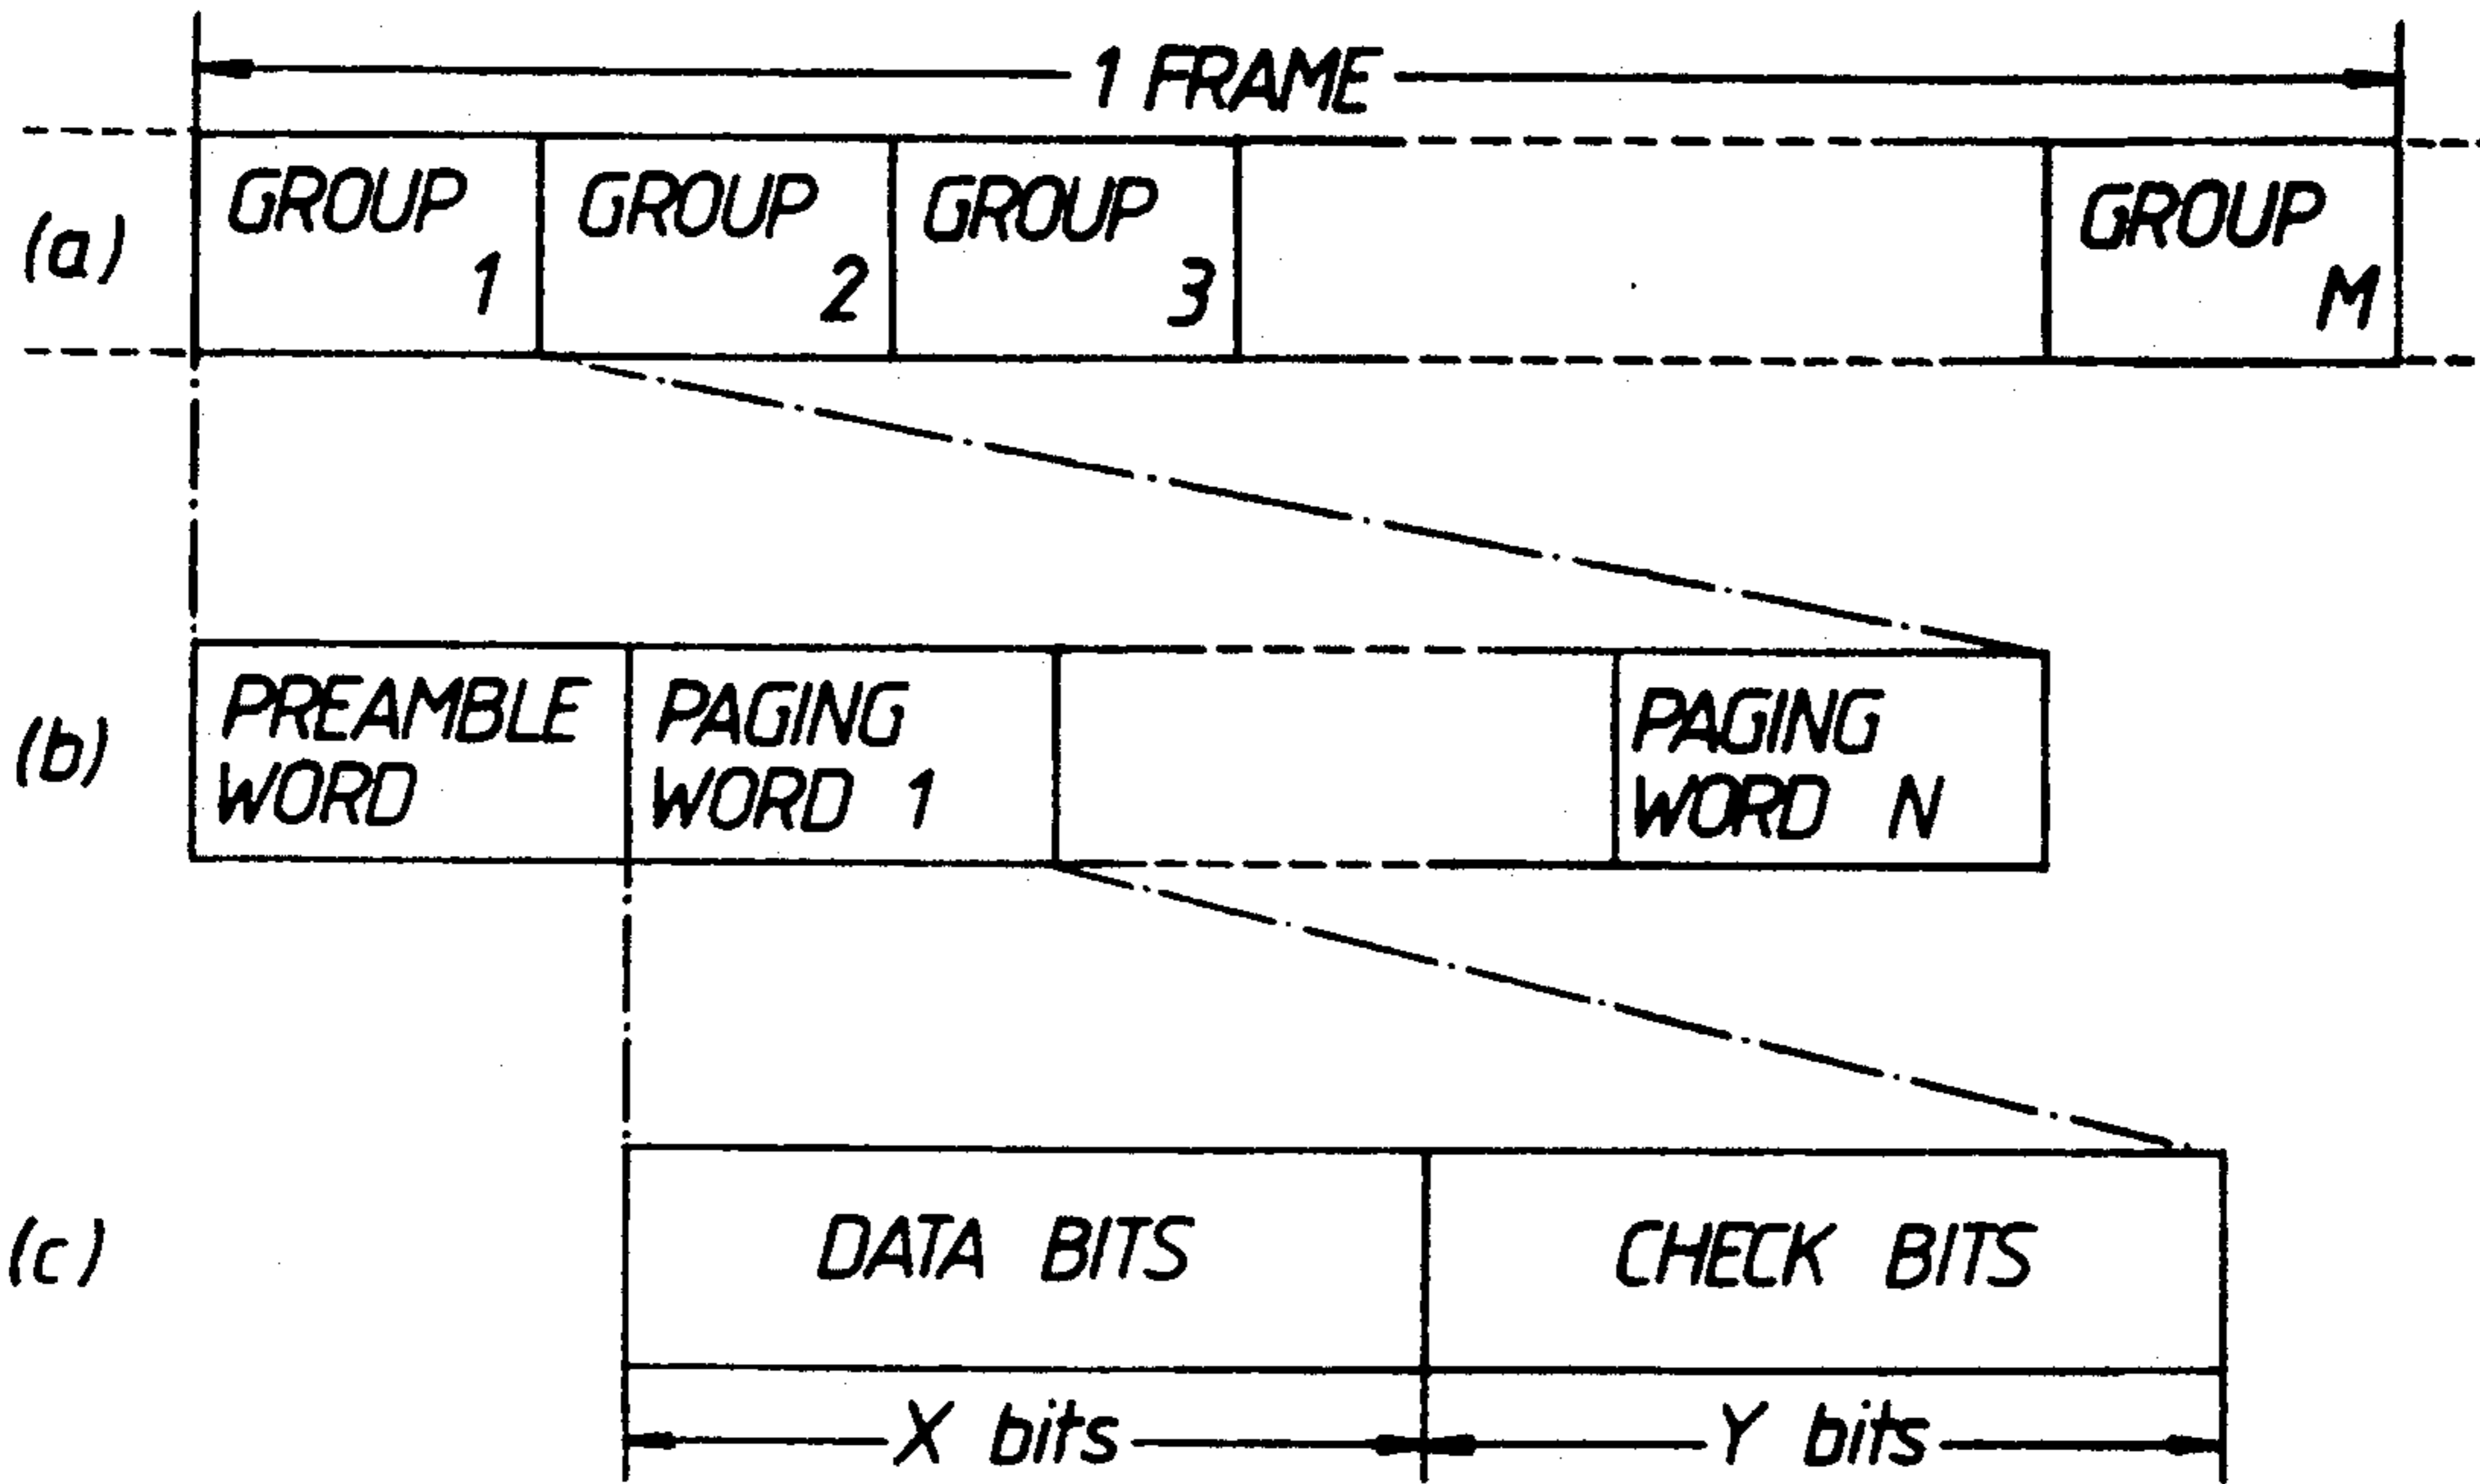 1 FRAME
(a)
GROUP 1
GROUP 2
GROUP 3
GROUP M
(b)
PREAMBLE
WORD
PAGING
WORD 1
PAGING
WORD N
(c)
DATA BITS
CHECK BITS
X bits
Y bits